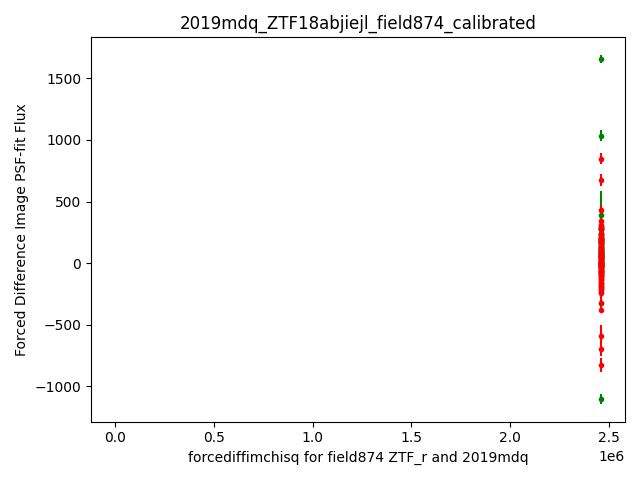 2019mdq_ZTF18abjiejl_field874_calibrated
Forced Difference Image PSF-fit Flux
1500
1000
500
0
−500
−1000
0.0 0.5 1.0 1.5 2.0 2.5
1e6
forcediffimchisq for field874 ZTF_r and 2019mdq